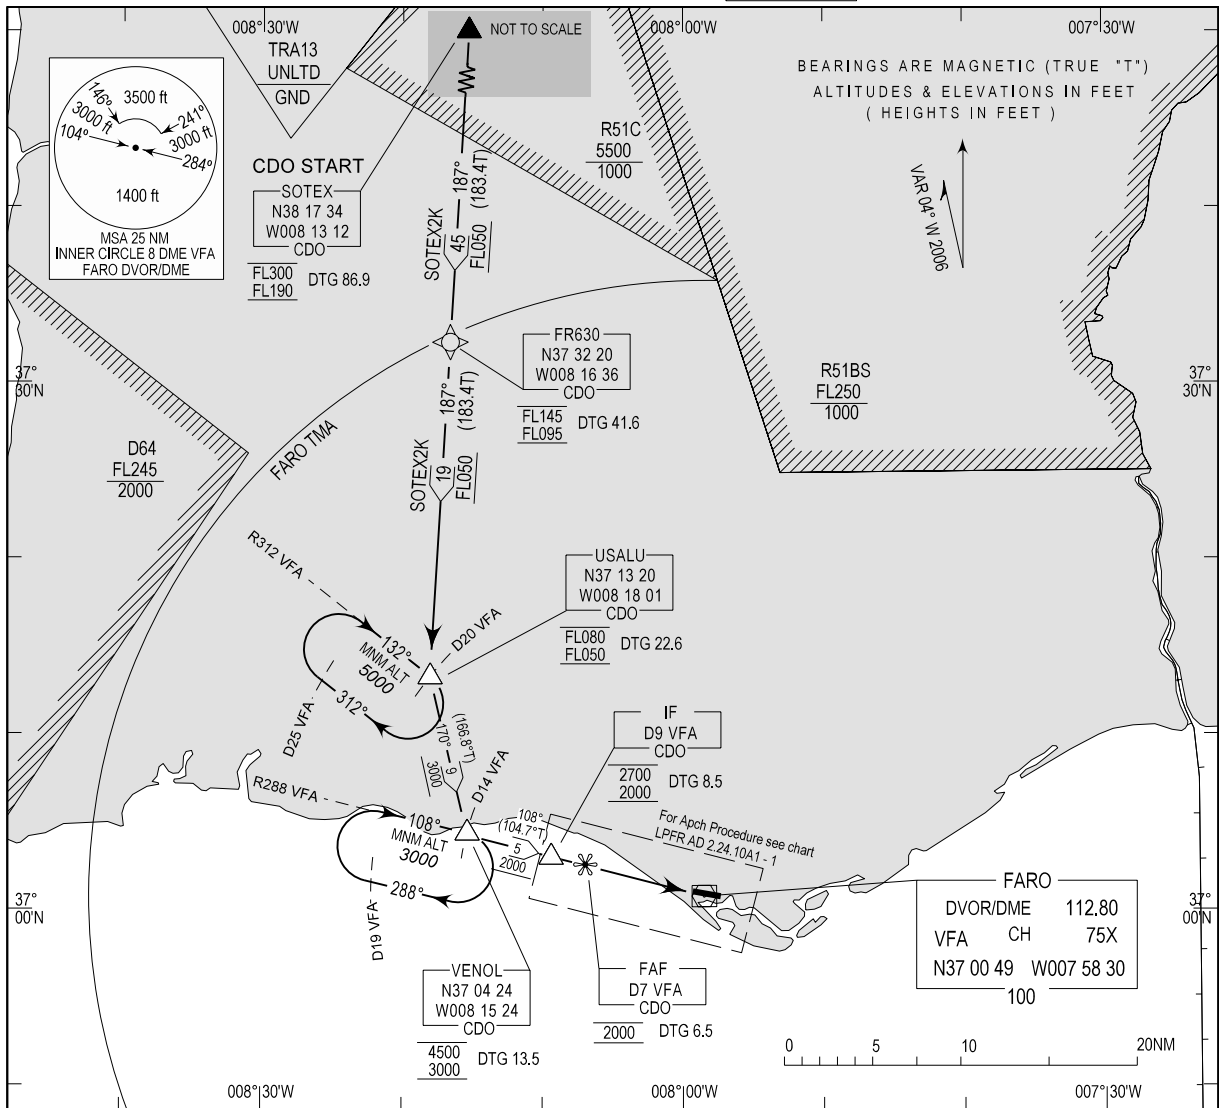 008°30'W
008°00'W
007°30'W
NOT TO SCALE
TRA13
UNLTD
GND
BEARINGS ARE MAGNETIC (TRUE "T")
ALTITUDES & ELEVATIONS IN FEET
( HEIGHTS IN FEET )
VAR 04° W 2006
146°
3500 ft
241°
3000 ft
3000 ft
104°
284°
1400 ft
MSA 25 NM
INNER CIRCLE 8 DME VFA
FARO DVOR/DME
R51C
5500
1000
CDO START
SOTEX
N38 17 34
W008 13 12
CDO
FL300
FL190
DTG 86.9
187°
(183.4T)
SOTEX2K
45
FL050
FR630
N37 32 20
W008 16 36
CDO
FL145
FL095
DTG 41.6
R51BS
FL250
1000
37°
30'N
37°
30'N
187°
(183.4T)
SOTEX2K
19
FL050
FARO TMA
D64
FL245
2000
R312 VFA
USALU
N37 13 20
W008 18 01
CDO
FL080
FL050
DTG 22.6
D20 VFA
132°
MNM ALT
5000
312°
D25 VFA
170°
(166.8°T)
9
3000
D14 VFA
IF
D9 VFA
CDO
2700
2000
DTG 8.5
R288 VFA
108°
MNM ALT
3000
288°
D19 VFA
108°
(104.7°T)
5
2000
For Apch Procedure see chart
LPFR AD 2.24.10A1 - 1
37°
00'N
37°
00'N
FARO
DVOR/DME 112.80
VFA CH 75X
N37 00 49 W007 58 30
100
VENOL
N37 04 24
W008 15 24
CDO
4500
3000
DTG 13.5
FAF
D7 VFA
CDO
2000
DTG 6.5
0 5 10 20NM
008°30'W
008°00'W
007°30'W